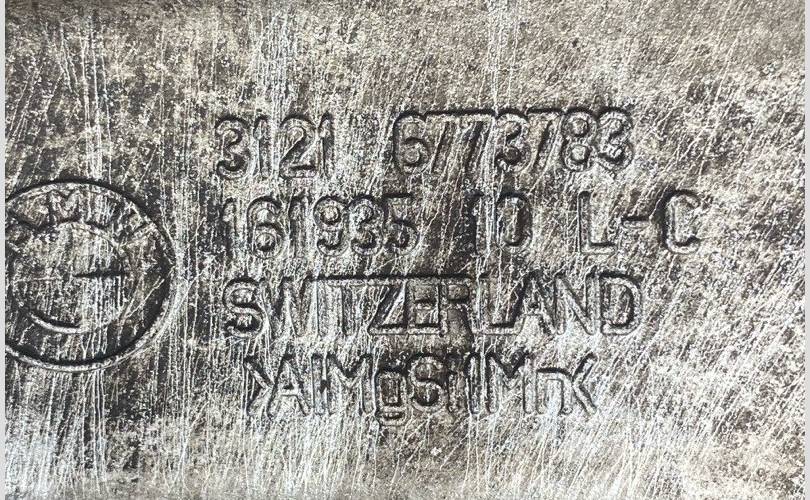 3121 6773783
161935 10 L-C
SWITZERLAND
>AlMgSi1Mn<